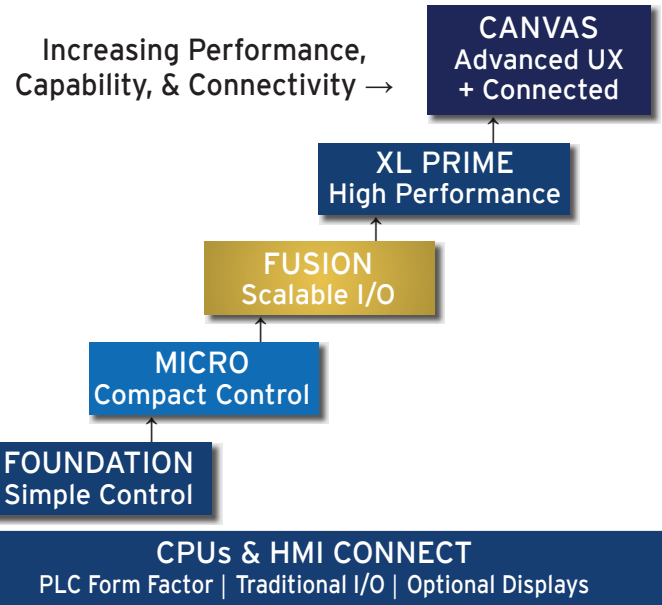 Increasing Performance,
Capability, & Connectivity →
CANVAS
Advanced UX
+ Connected
XL PRIME
High Performance
FUSION
Scalable I/O
MICRO
Compact Control
FOUNDATION
Simple Control
CPUs & HMI CONNECT
PLC Form Factor | Traditional I/O | Optional Displays